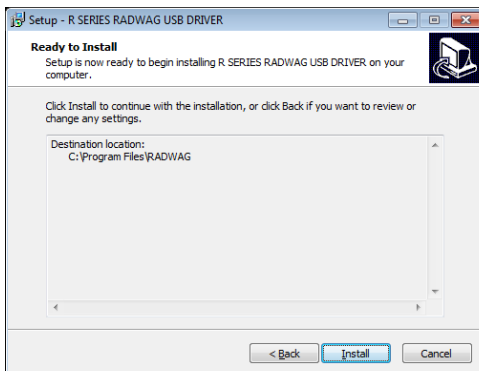 Setup - R SERIES RADWAG USB DRIVER
Ready to Install
Setup is now ready to begin installing R SERIES RADWAG USB DRIVER on your
computer.
Click Install to continue with the installation, or click Back if you want to review or
change any settings.
Destination location:
C:\Program Files\RADWAG
< Back
Install
Cancel